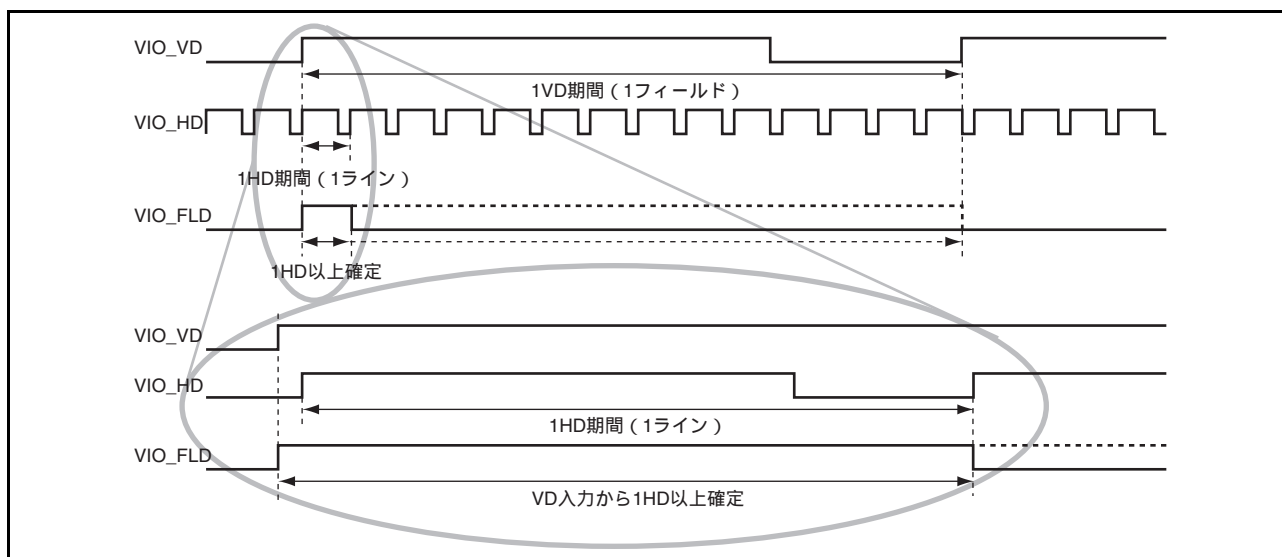 VIO_VD
1VD期間（1フィールド）
VIO_HD
1HD期間（1ライン）
VIO_FLD
1HD以上確定
VIO_VD
VIO_HD
1HD期間（1ライン）
VIO_FLD
VD入力から1HD以上確定